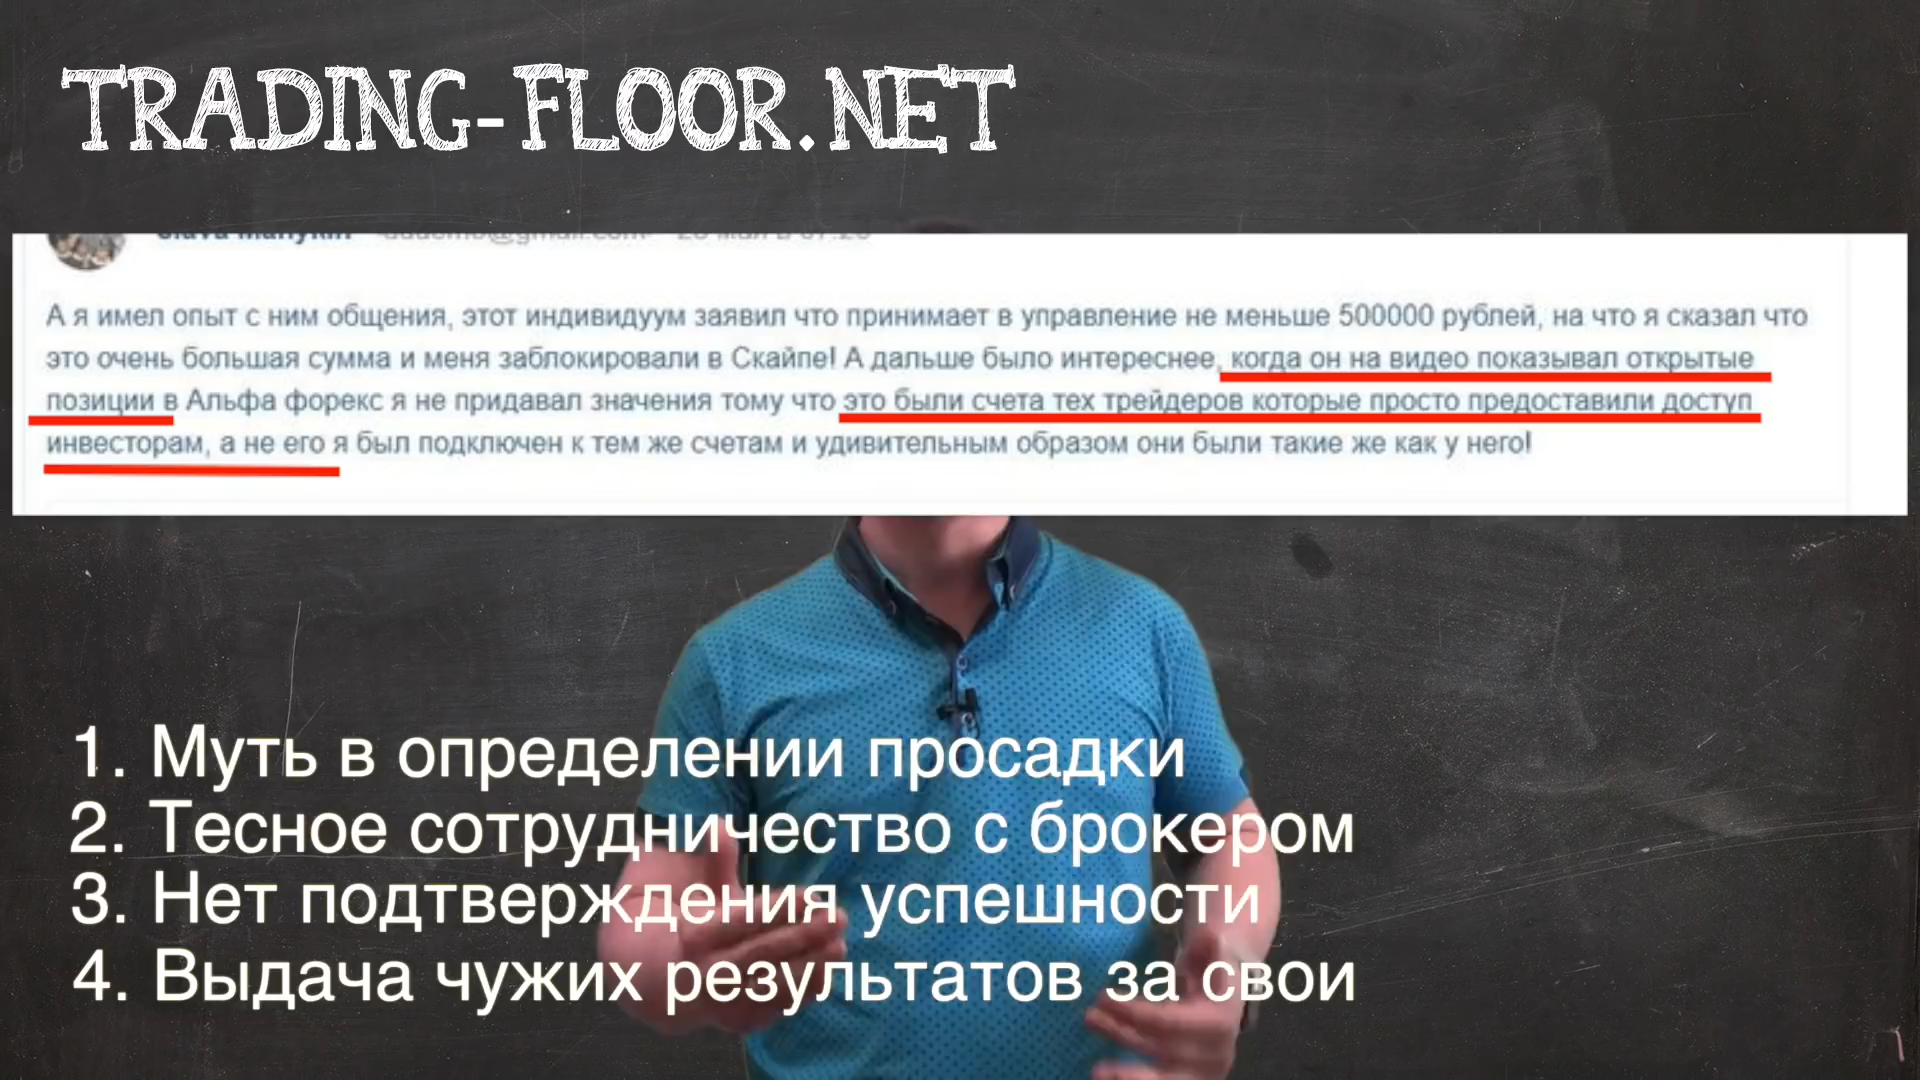 TRADING-FLOOR.NET
А я имел опыт с ним общения, этот индивидуум заявил что принимает в управление не меньше 500000 рублей, на что я сказал что
это очень большая сумма и меня заблокировали в Скайпе! А дальше было интереснее, когда он на видео показывал открытые
позиции в Альфа форекс я не придавал значения тому что это были счета тех трейдеров которые просто предоставили доступ
инвесторам, а не его я был подключен к тем же счетам и удивительным образом они были такие же как у него!
1. Муть в определении просадки
2. Тесное сотрудничество с брокером
3. Нет подтверждения успешности
4. Выдача чужих результатов за свои